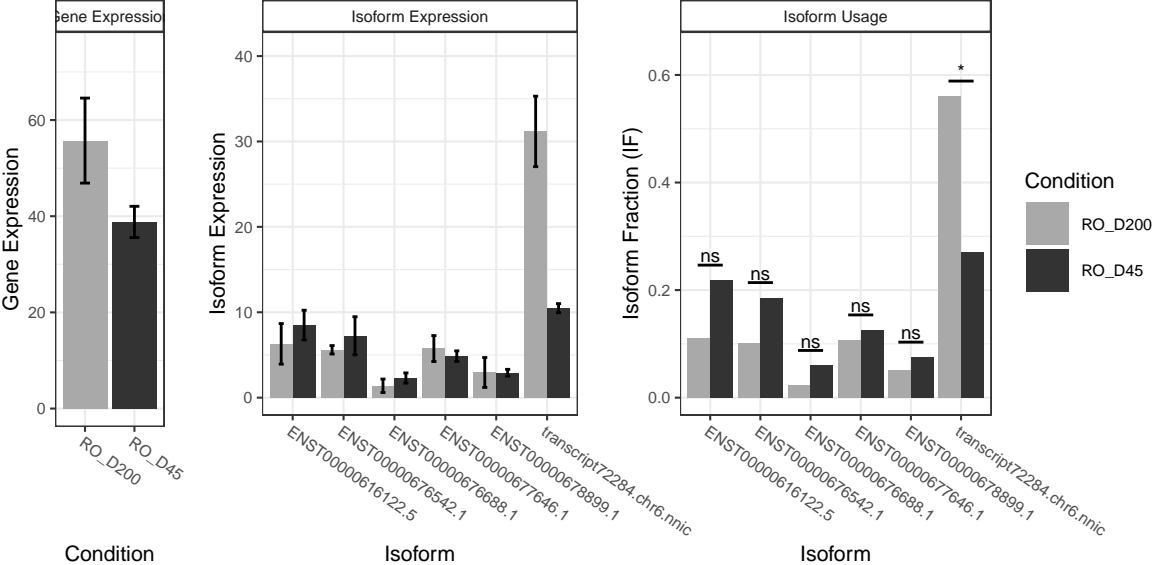 Gene Expressio
Gene Expression
60
40
20
0
RO_D200
RO_D45
Condition
Isoform Expression
Isoform Expression
40
30
20
10
0
ENST00000616122.5
ENST00000676542.1
ENST00000676688.1
ENST00000677646.1
ENST00000678899.1
transcript72284.chr6.nnic
Isoform
Isoform Usage
Isoform Fraction (IF)
0.6
0.4
0.2
0.0
ns
ns
ns
ns
ns
*
ENST00000616122.5
ENST00000676542.1
ENST00000676688.1
ENST00000677646.1
ENST00000678899.1
transcript72284.chr6.nnic
Isoform
Condition
RO_D200
RO_D45